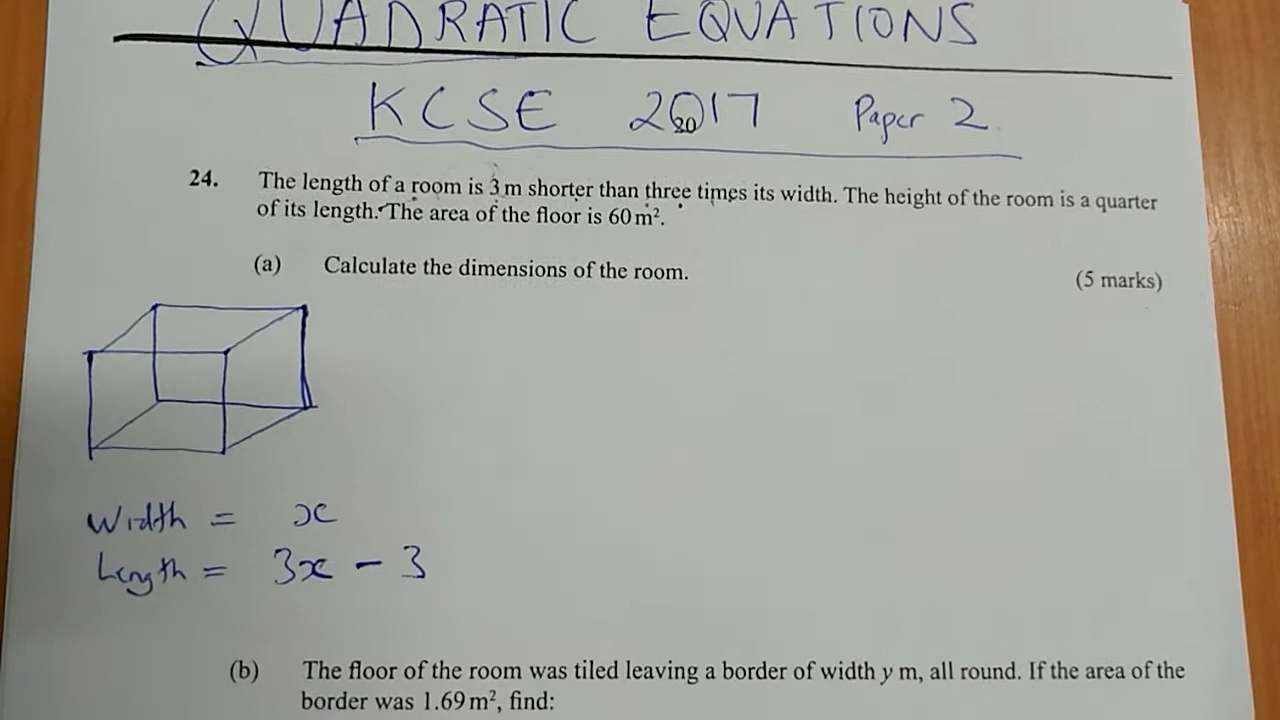 QUADRATIC EQUATIONS
KCSE 2017 Paper 2
20
24. The length of a room is 3 m shorter than three times its width. The height of the room is a quarter
of its length. The area of the floor is 60 m².
(a) Calculate the dimensions of the room.
(5 marks)
Width = x
Length = 3x - 3
(b) The floor of the room was tiled leaving a border of width y m, all round. If the area of the
border was 1.69 m², find: